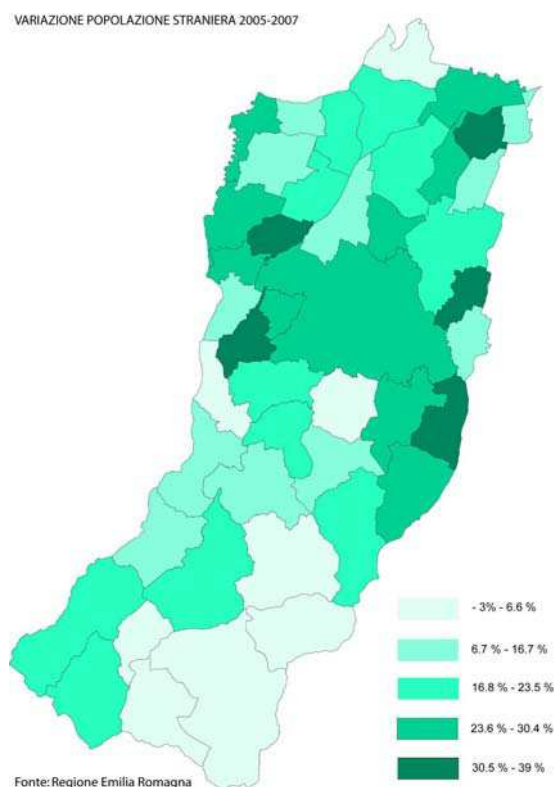 VARIAZIONE POPOLAZIONE STRANIERA 2005-2007
- 3% - 6.6 %
6.7 % - 16.7 %
16.8 % - 23.5 %
23.6 % - 30.4 %
30.5 % - 39 %
Fonte: Regione Emilia Romagna